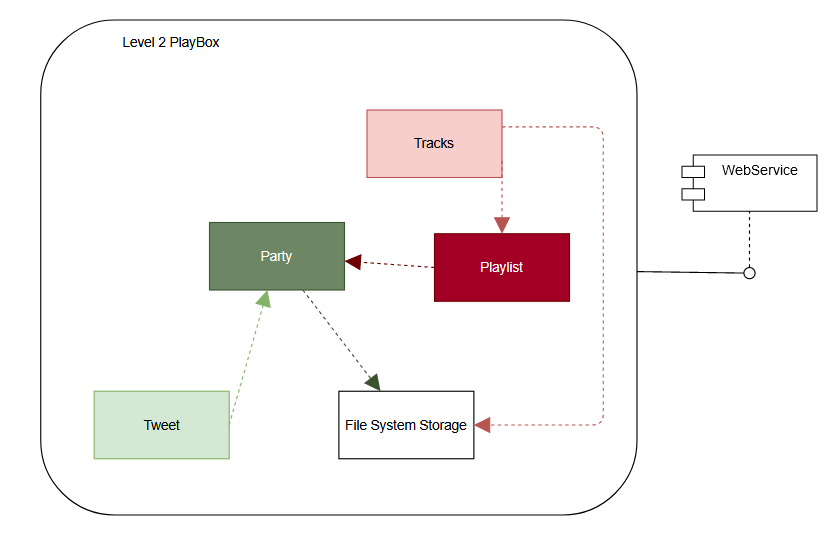 Level 2 PlayBox
Tracks
WebService
Party
Playlist
Tweet
File System Storage